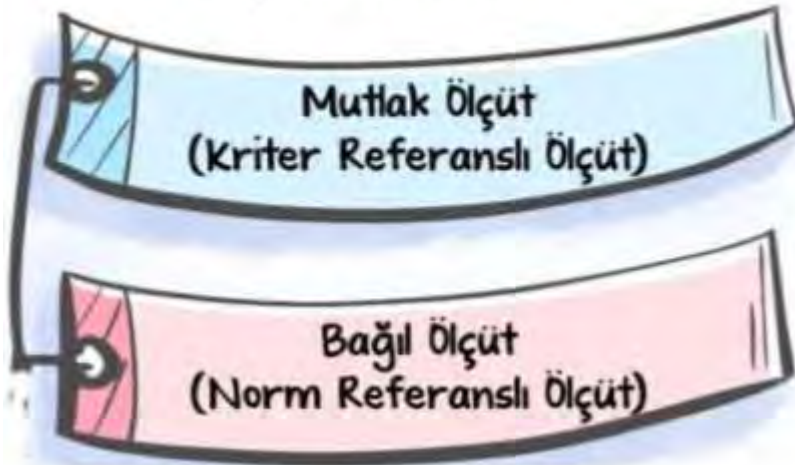 Mutlak Ölçüt
(Kriter Referanslı Ölçüt)
Bağıl Ölçüt
(Norm Referanslı Ölçüt)